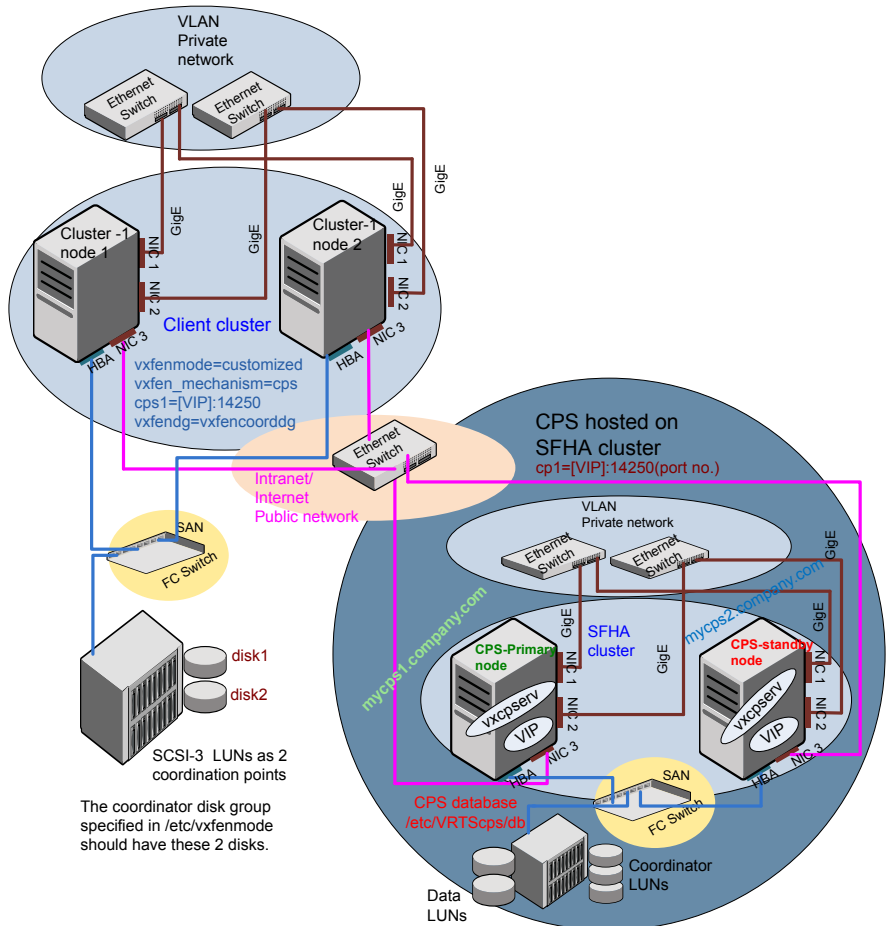 VLAN
Private
network
Ethernet
Switch
Ethernet
Switch
GigE
GigE
GigE
GigE
Cluster -1
node 1
NIC 1
NIC 2
HBA
NIC 3
Cluster-1
node 2
NIC 1
NIC 2
HBA
NIC 3
Client cluster
vxfenmode=customized
vxfen_mechanism=cps
cps1=[VIP]:14250
vxfendg=vxfencoorddg
Ethernet
Switch
Intranet/
Internet
Public network
SAN
FC Switch
disk1
disk2
SCSI-3  LUNs as 2
coordination points
The coordinator disk group
specified in /etc/vxfenmode
should have these 2 disks.
CPS hosted on
SFHA cluster
cp1=[VIP]:14250(port no.)
VLAN
Private network
Ethernet
Switch
Ethernet
Switch
GigE
GigE
GigE
GigE
mycps1.company.com
mycps2.company.com
SFHA
cluster
CPS-Primary
node
NIC 1
NIC 2
vxcpserv
VIP
HBA
NIC 3
CPS-standby
node
NIC 1
NIC 2
vxcpserv
VIP
HBA
NIC 3
CPS database
/etc/VRTScps/db
SAN
FC Switch
Data
LUNs
Coordinator
LUNs